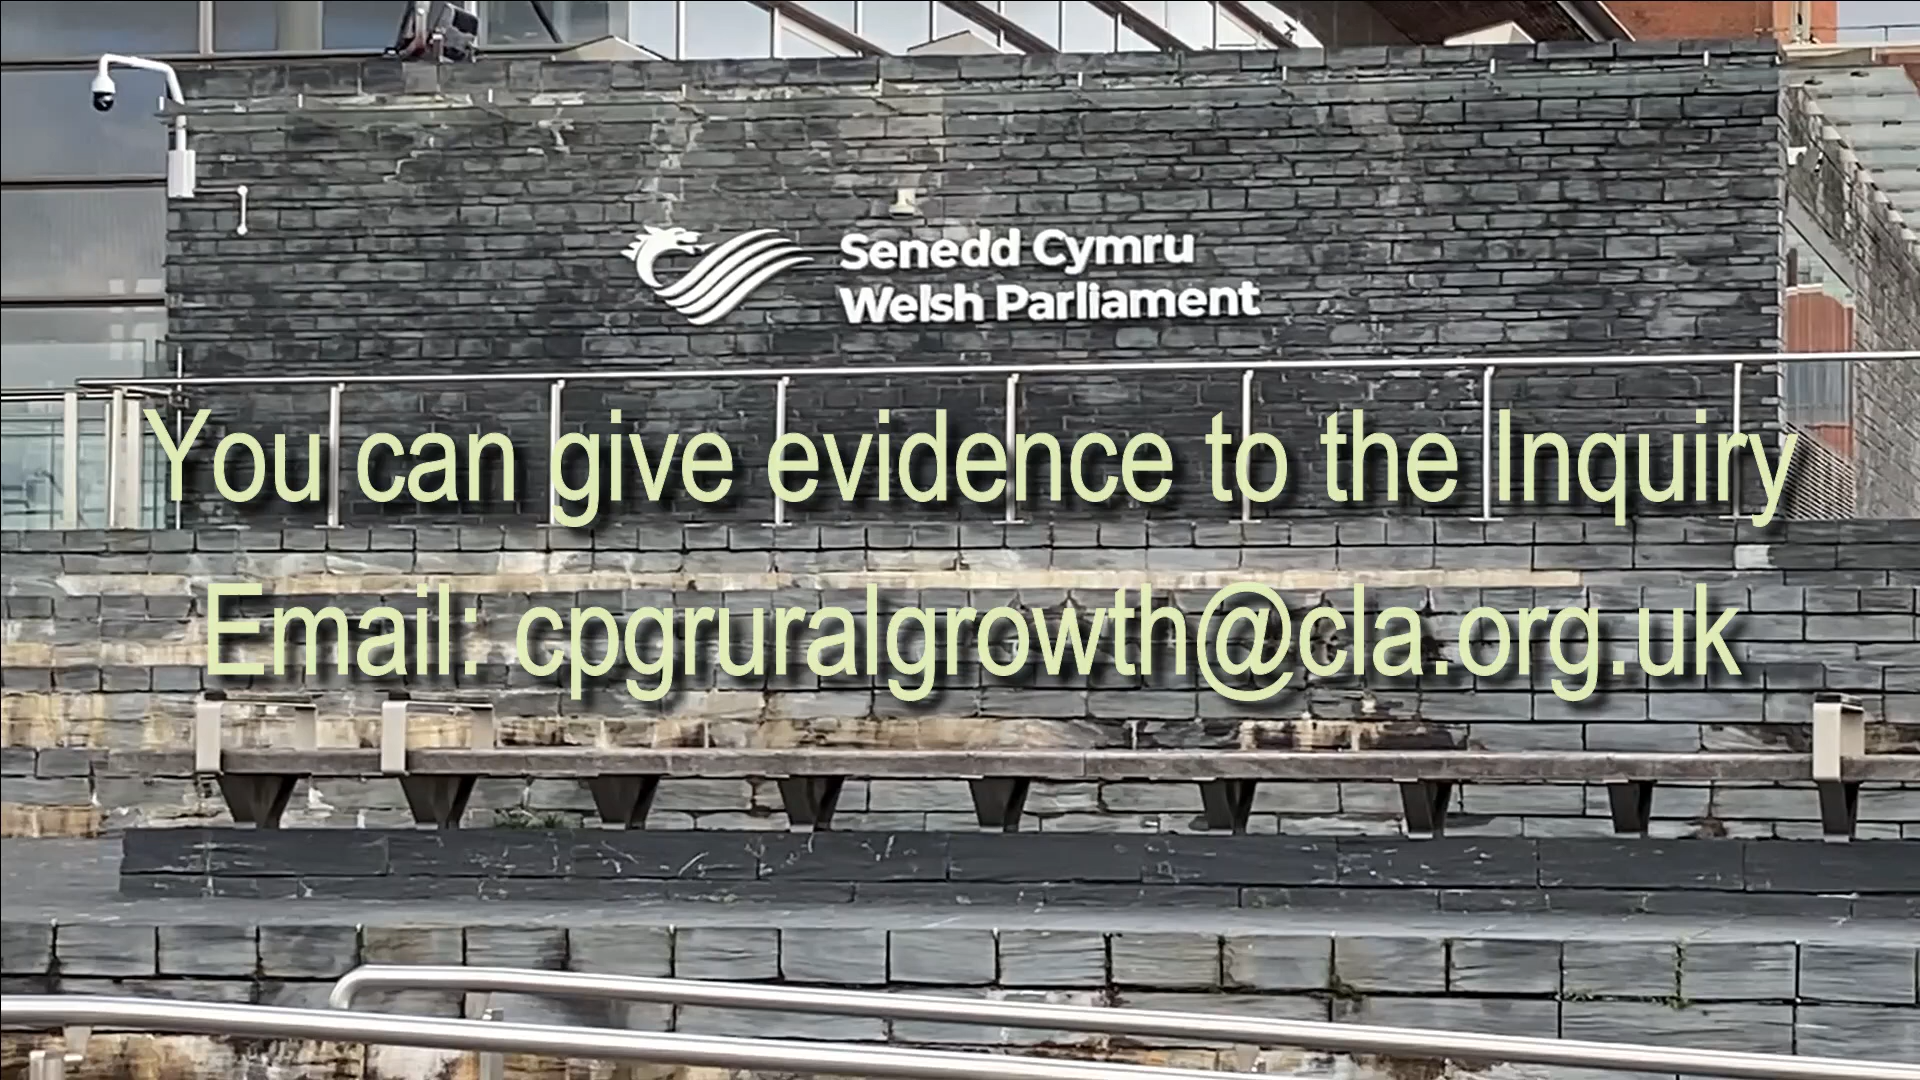 Senedd Cymru
Welsh Parliament
You can give evidence to the Inquiry
Email: cpgruralgrowth@cla.org.uk